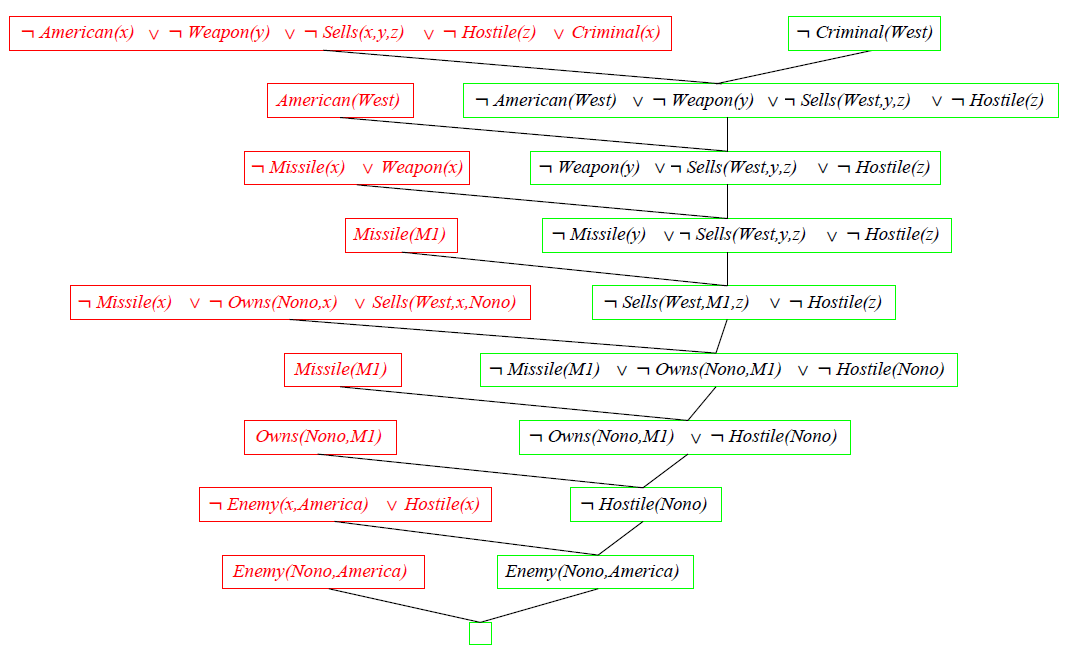 ¬ American(x) ∨ ¬ Weapon(y) ∨ ¬ Sells(x,y,z) ∨ ¬ Hostile(z) ∨ Criminal(x) ¬ Criminal(West)
American(West) ¬ American(West) ∨ ¬ Weapon(y) ∨ ¬ Sells(West,y,z) ∨ ¬ Hostile(z)
¬ Missile(x) ∨ Weapon(x) ¬ Weapon(y) ∨ ¬ Sells(West,y,z) ∨ ¬ Hostile(z)
Missile(M1) ¬ Missile(y) ∨ ¬ Sells(West,y,z) ∨ ¬ Hostile(z)
¬ Missile(x) ∨ ¬ Owns(Nono,x) ∨ Sells(West,x,Nono) ¬ Sells(West,M1,z) ∨ ¬ Hostile(z)
Missile(M1) ¬ Missile(M1) ∨ ¬ Owns(Nono,M1) ∨ ¬ Hostile(Nono)
Owns(Nono,M1) ¬ Owns(Nono,M1) ∨ ¬ Hostile(Nono)
¬ Enemy(x,America) ∨ Hostile(x) ¬ Hostile(Nono)
Enemy(Nono,America) Enemy(Nono,America)